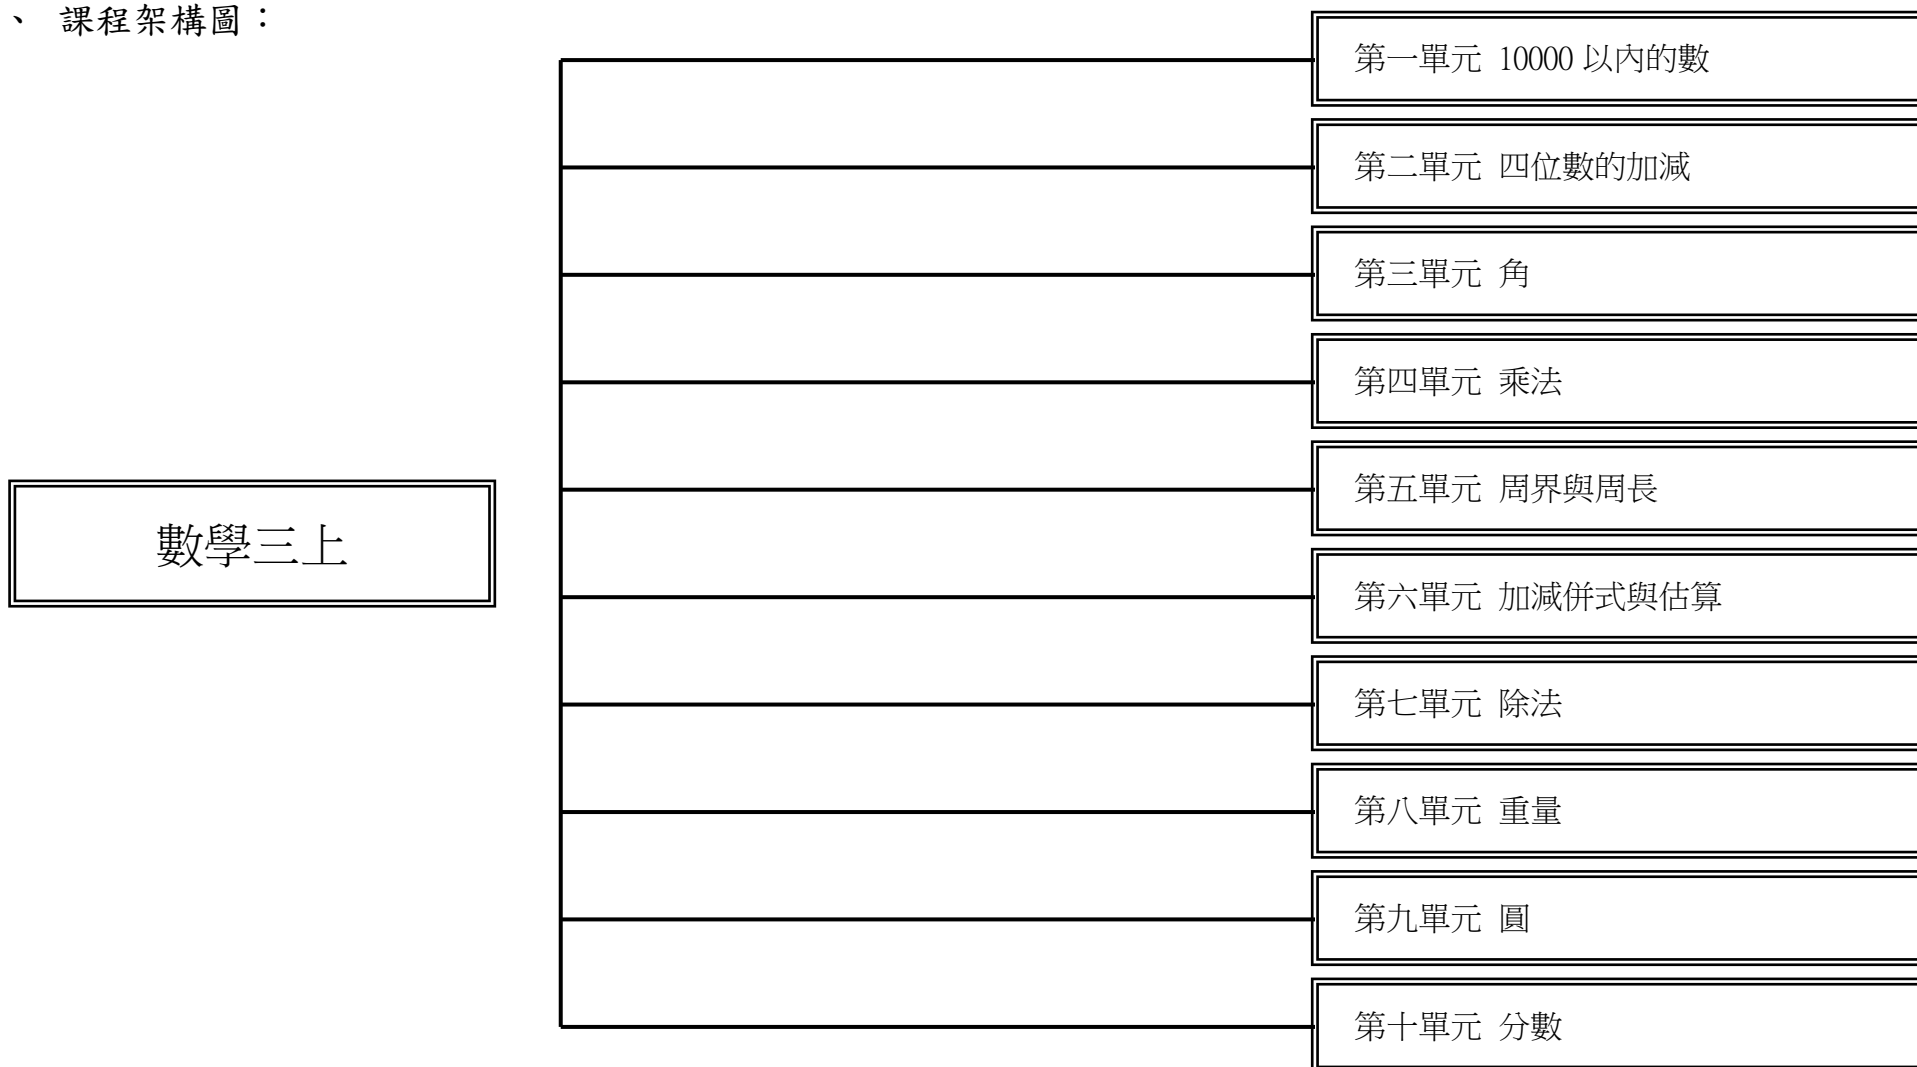 、 課程架構圖：
第一單元 10000 以內的數
第二單元 四位數的加減
第三單元 角
第四單元 乘法
第五單元 周界與周長
數學三上
第六單元 加減併式與估算
第七單元 除法
第八單元 重量
第九單元 圓
第十單元 分數